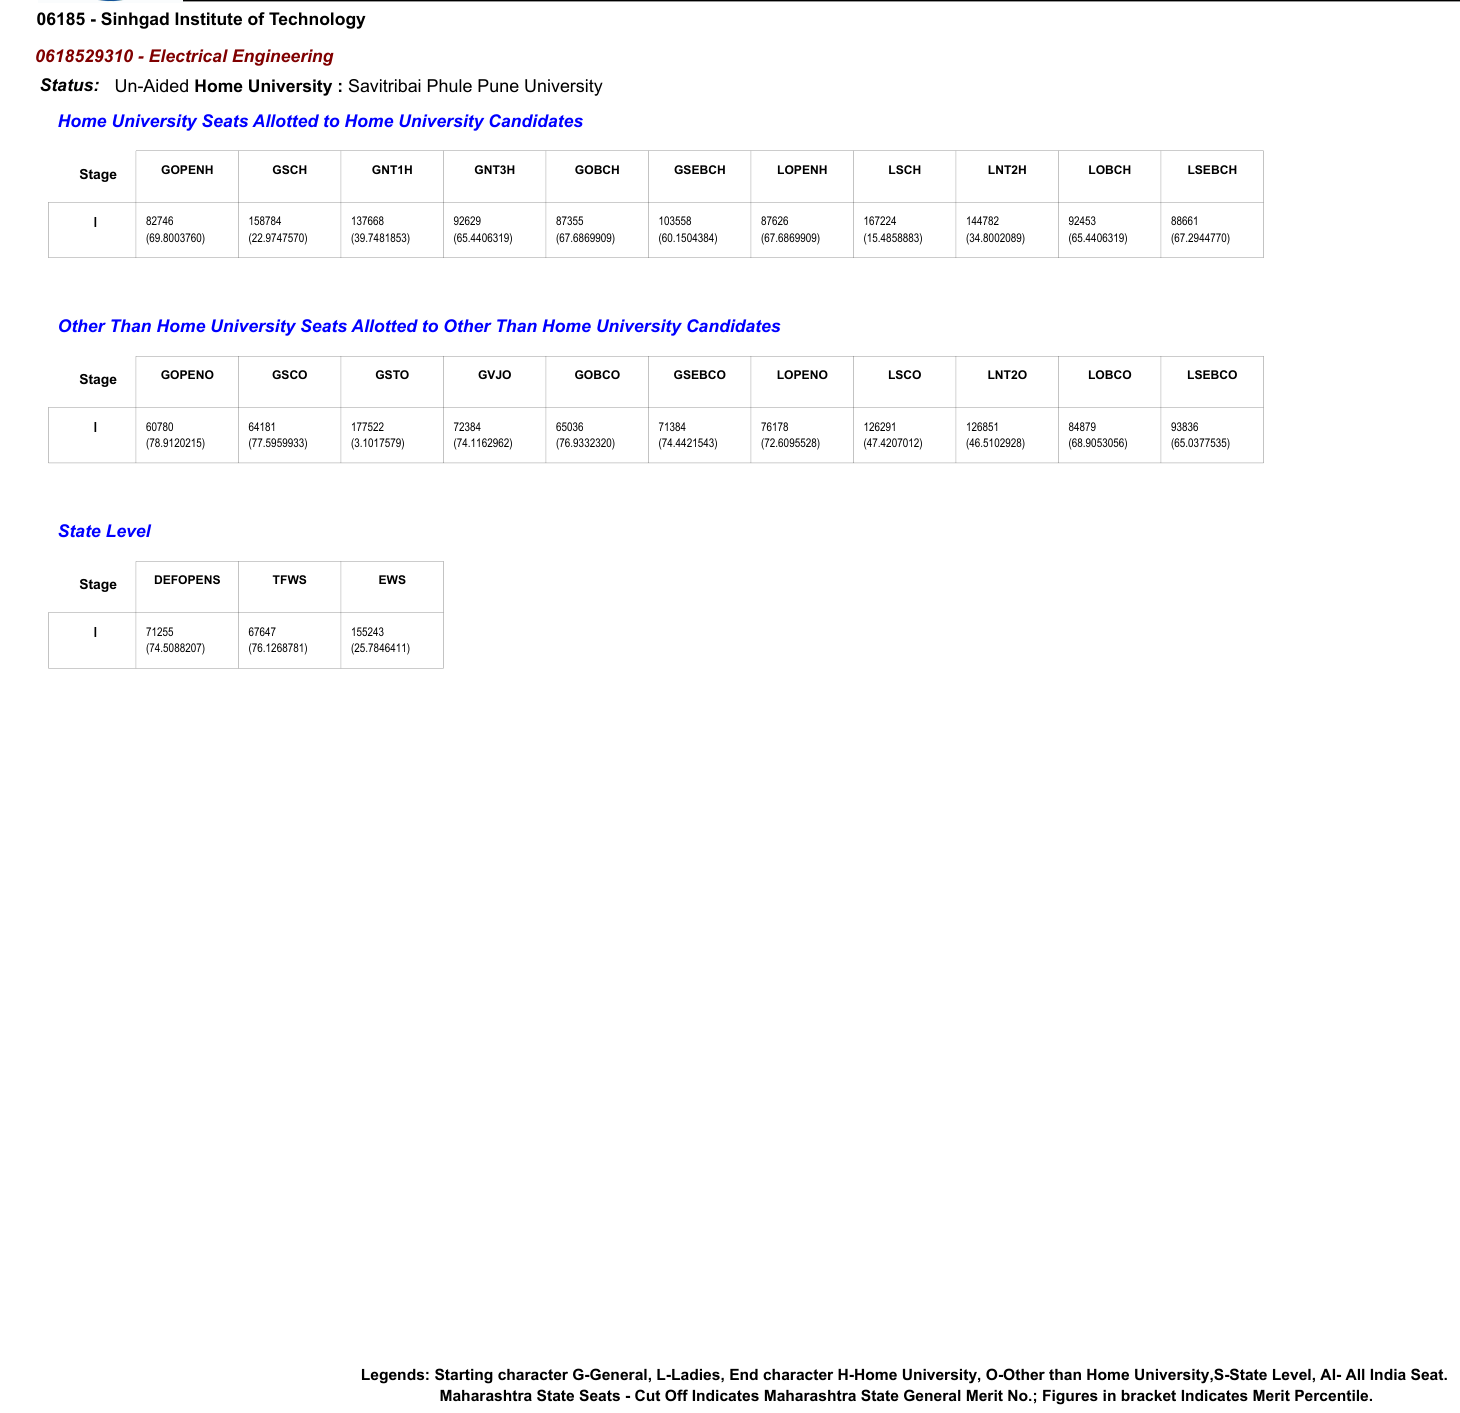 06185 - Sinhgad Institute of Technology
0618529310 - Electrical Engineering
Status: Un-Aided Home University : Savitribai Phule Pune University
Home University Seats Allotted to Home University Candidates
Stage GOPENH GSCH GNT1H GNT3H GOBCH GSEBCH LOPENH LSCH LNT2H LOBCH LSEBCH
I 82746 158784 137668 92629 87355 103558 87626 167224 144782 92453 88661
(69.8003760) (22.9747570) (39.7481853) (65.4406319) (67.6869909) (60.1504384) (67.6869909) (15.4858883) (34.8002089) (65.4406319) (67.2944770)
Other Than Home University Seats Allotted to Other Than Home University Candidates
Stage GOPENO GSCO GSTO GVJO GOBCO GSEBCO LOPENO LSCO LNT2O LOBCO LSEBCO
I 60780 64181 177522 72384 65036 71384 76178 126291 126851 84879 93836
(78.9120215) (77.5959933) (3.1017579) (74.1162962) (76.9332320) (74.4421543) (72.6095528) (47.4207012) (46.5102928) (68.9053056) (65.0377535)
State Level
Stage DEFOPENS TFWS EWS
I 71255 67647 155243
(74.5088207) (76.1268781) (25.7846411)
Legends: Starting character G-General, L-Ladies, End character H-Home University, O-Other than Home University,S-State Level, AI- All India Seat.
Maharashtra State Seats - Cut Off Indicates Maharashtra State General Merit No.; Figures in bracket Indicates Merit Percentile.